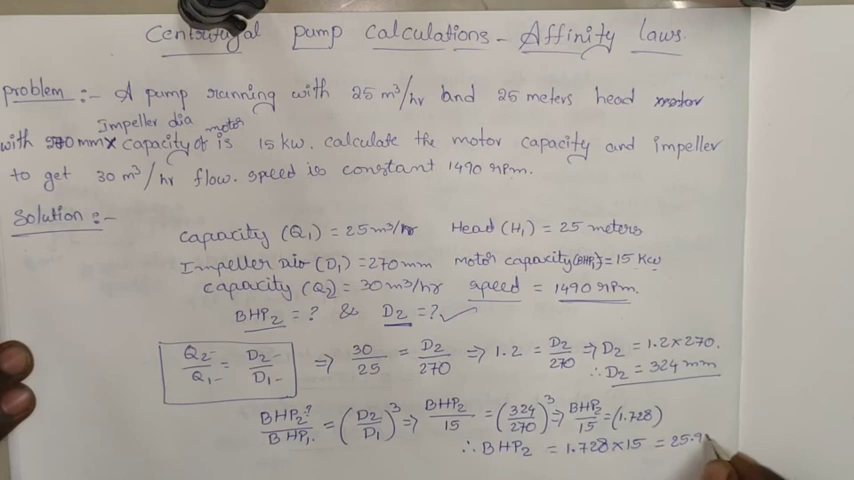 Centrifugal pump calculations - Affinity laws.
problem :- A pump running with 25 m³/hr and 25 meters head
Impeller dia motor
with mm capacity is 15 kw. calculate the motor capacity and impeller
to get 30 m³/hr flow. speed is constant 1490 rpm.
Solution :-
capacity (Q₁) = 25 m³/hr Head (H₁) = 25 meters
Impeller dia (D₁) = 270 mm motor capacity (BHP₁) = 15 Kw
capacity (Q₂) = 30 m³/hr speed = 1490 rpm.
BHP₂ = ? & D₂ = ? ✓
Q₂/Q₁ = D₂/D₁ ⇒ 30/25 = D₂/270 ⇒ 1.2 = D₂/270 ⇒ D₂ = 1.2 × 270.
∴ D₂ = 324 mm
BHP₂?/BHP₁ = (D₂/D₁)³ ⇒ BHP₂/15 = (324/270)³ ⇒ BHP₂/15 = (1.728)
∴ BHP₂ = 1.728 × 15 = 25.9